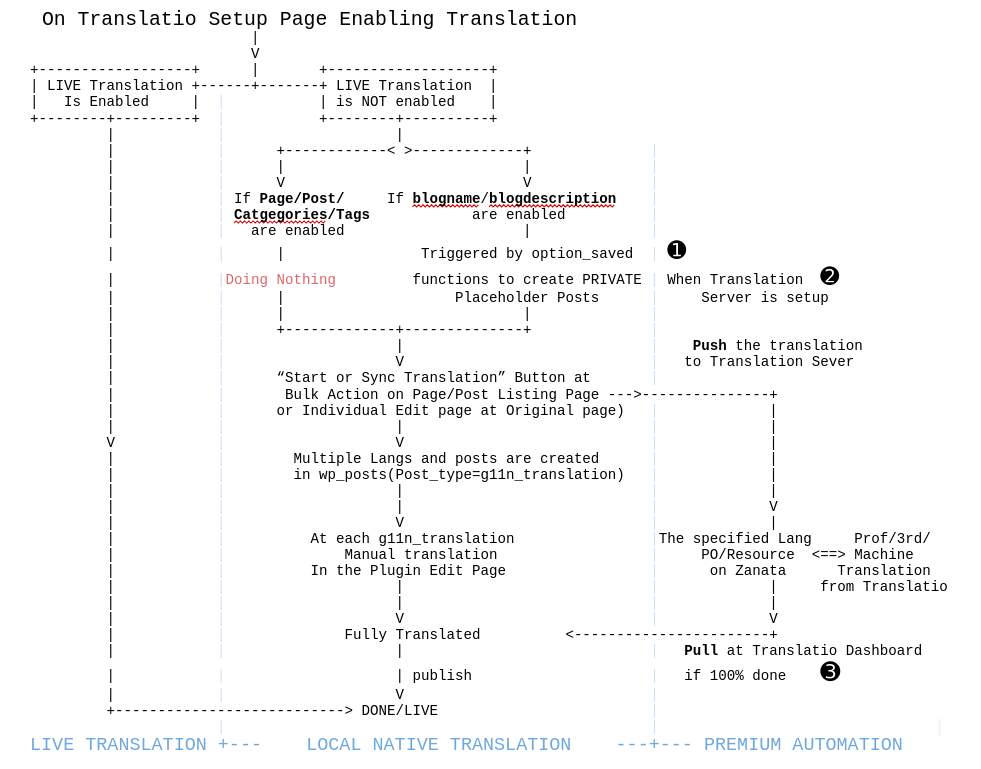 On Translatio Setup Page Enabling Translation
|
V
+------------------+      |       +-------------------+
| LIVE Translation +------+-------+ LIVE Translation  |
|   Is Enabled     |  |           | is NOT enabled    |
+--------+---------+              +--------+----------+
|                                  |
|                   +------------< >-------------+
|                   |                            |
|                   V                            V
|              If Page/Post/     If blogname/blogdescription
|              Catgegories/Tags            are enabled
|                are enabled                     |
|                   |                Triggered by option_saved    ❶
|             Doing Nothing         functions to create PRIVATE   When Translation  ❷
|                   |                    Placeholder Posts            Server is setup
|                   |                            |
|                   +-------------+--------------+
|                                 |                                  Push the translation
|                                 V                                 to Translation Sever
|                   “Start or Sync Translation” Button at
|                    Bulk Action on Page/Post Listing Page --->---------------+
|                   or Individual Edit page at Original page)                 |
|                                 |                                           |
V                                 V                                           |
|                     Multiple Langs and posts are created                    |
|                     in wp_posts(Post_type=g11n_translation)                 |
|                                 |                                           |
|                                 |                                           V
|                                 V                                           |
|                       At each g11n_translation                 The specified Lang     Prof/3rd/
|                           Manual translation                        PO/Resource  <==> Machine
|                       In the Plugin Edit Page                        on Zanata      Translation
|                                 |                                           |     from Translatio
|                                 |                                           |
|                                 V                                           V
|                           Fully Translated          <-----------------------+
|                                 |                                 Pull at Translatio Dashboard
|                                 | publish                         if 100% done    ❸
|                                 V
+---------------------------> DONE/LIVE
LIVE TRANSLATION +---    LOCAL NATIVE TRANSLATION    ---+--- PREMIUM AUTOMATION